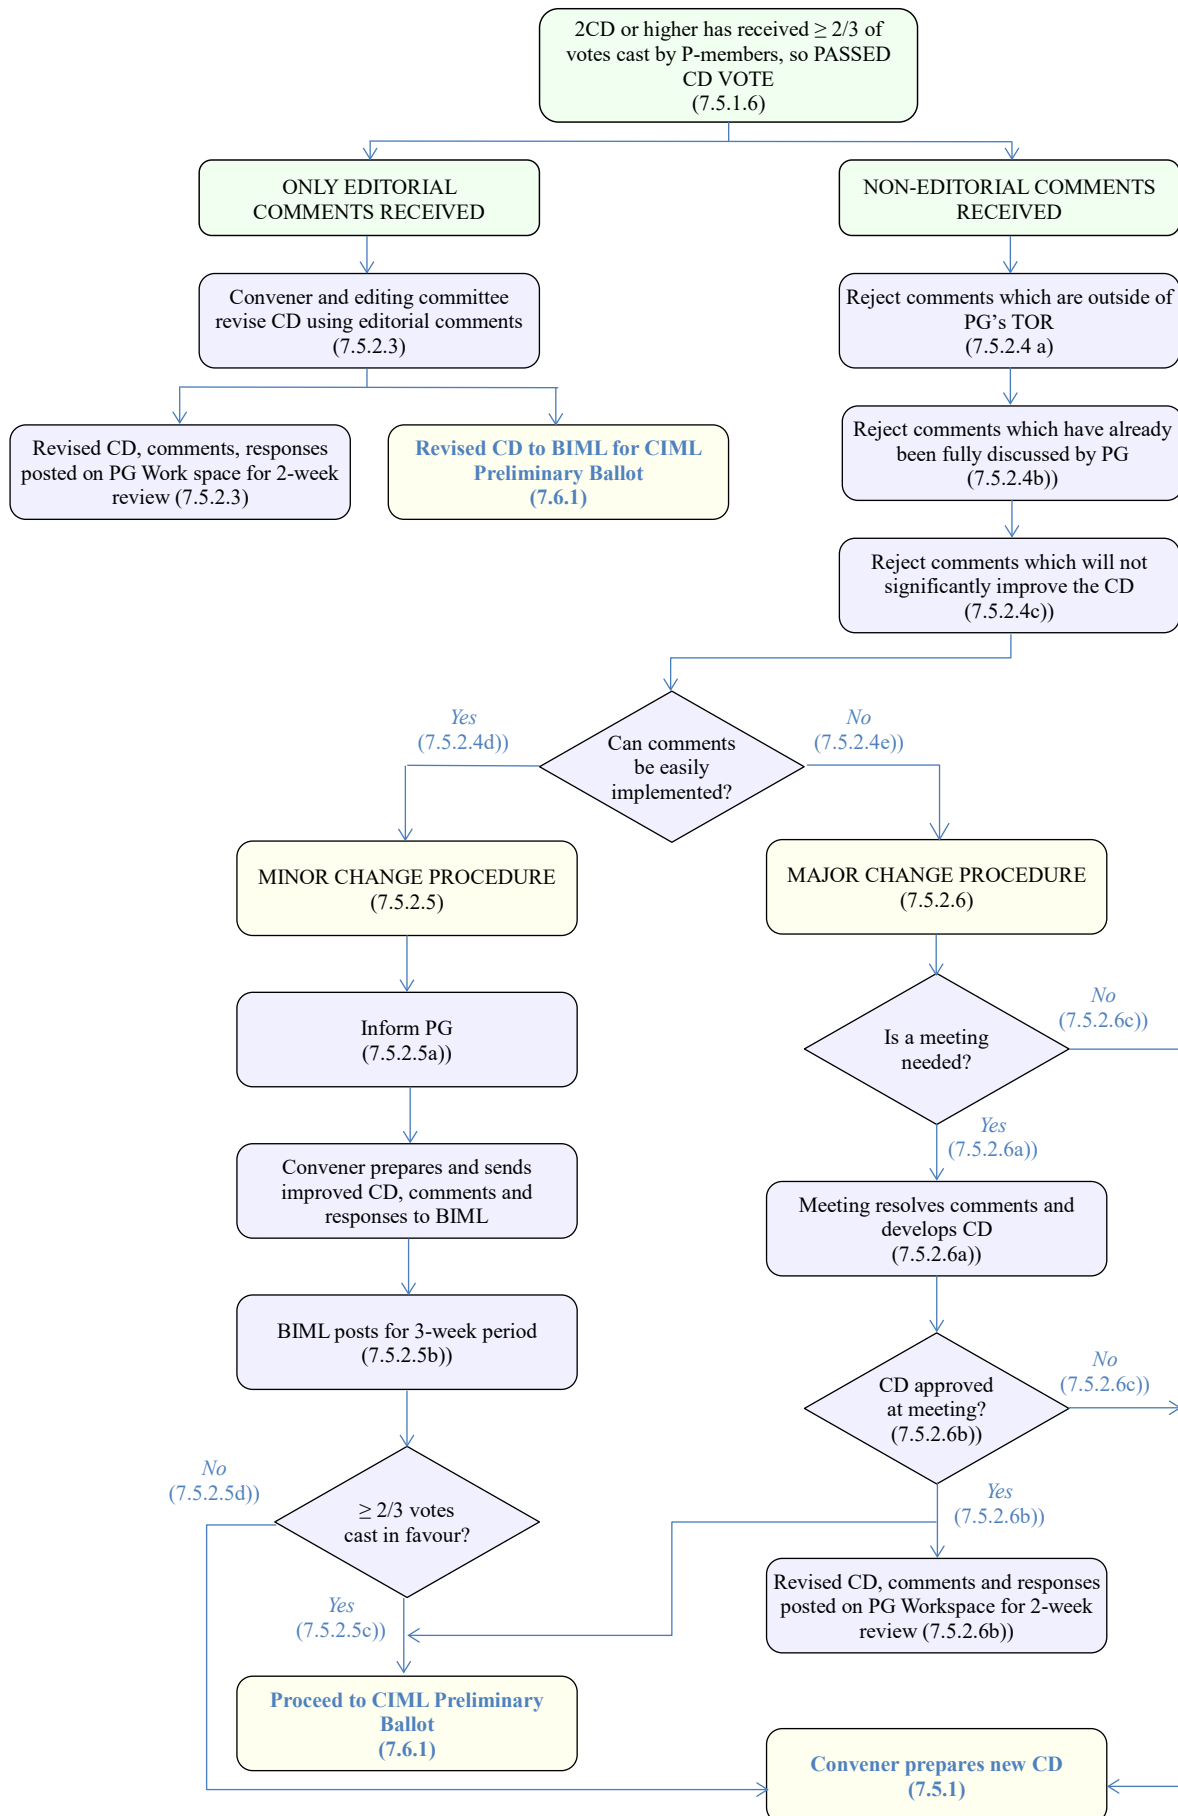 2CD or higher has received ≥ 2/3 of
votes cast by P-members, so PASSED
CD VOTE
(7.5.1.6)
ONLY EDITORIAL
COMMENTS RECEIVED
NON-EDITORIAL COMMENTS
RECEIVED
Convener and editing committee
revise CD using editorial comments
(7.5.2.3)
Reject comments which are outside of
PG's TOR
(7.5.2.4 a)
Revised CD, comments, responses
posted on PG Work space for 2-week
review (7.5.2.3)
Revised CD to BIML for CIML
Preliminary Ballot
(7.6.1)
Reject comments which have already
been fully discussed by PG
(7.5.2.4b))
Reject comments which will not
significantly improve the CD
(7.5.2.4c))
Yes
(7.5.2.4d))
Can comments
be easily
implemented?
No
(7.5.2.4e))
MINOR CHANGE PROCEDURE
(7.5.2.5)
MAJOR CHANGE PROCEDURE
(7.5.2.6)
Inform PG
(7.5.2.5a))
Is a meeting
needed?
No
(7.5.2.6c))
Yes
(7.5.2.6a))
Convener prepares and sends
improved CD, comments and
responses to BIML
Meeting resolves comments and
develops CD
(7.5.2.6a))
BIML posts for 3-week period
(7.5.2.5b))
CD approved
at meeting?
(7.5.2.6b))
No
(7.5.2.6c))
No
(7.5.2.5d))
≥ 2/3 votes
cast in favour?
Yes
(7.5.2.6b))
Yes
(7.5.2.5c))
Revised CD, comments and responses
posted on PG Workspace for 2-week
review (7.5.2.6b))
Proceed to CIML Preliminary
Ballot
(7.6.1)
Convener prepares new CD
(7.5.1)